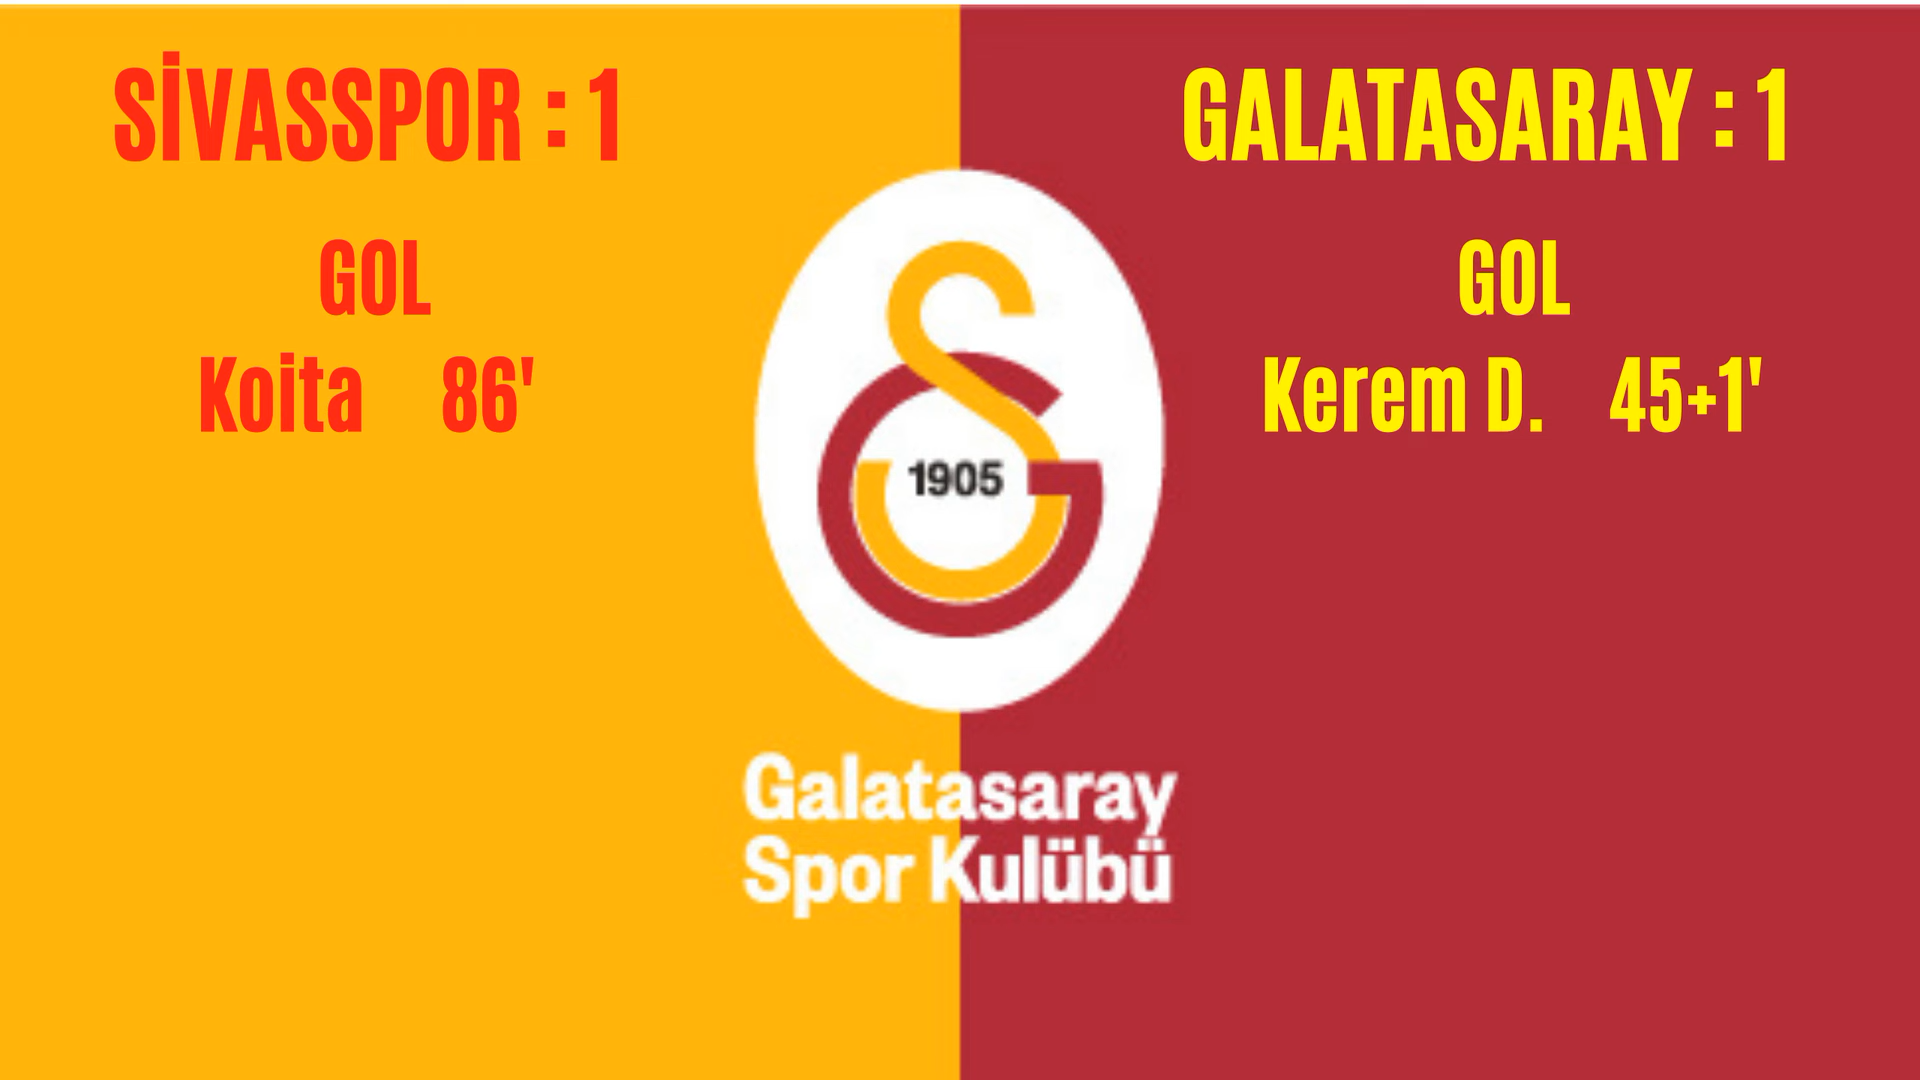 SİVASSPOR : 1
GOL
Koita 86'
GALATASARAY : 1
GOL
Kerem D. 45+1'
1905
Galatasaray
Spor Kulübü